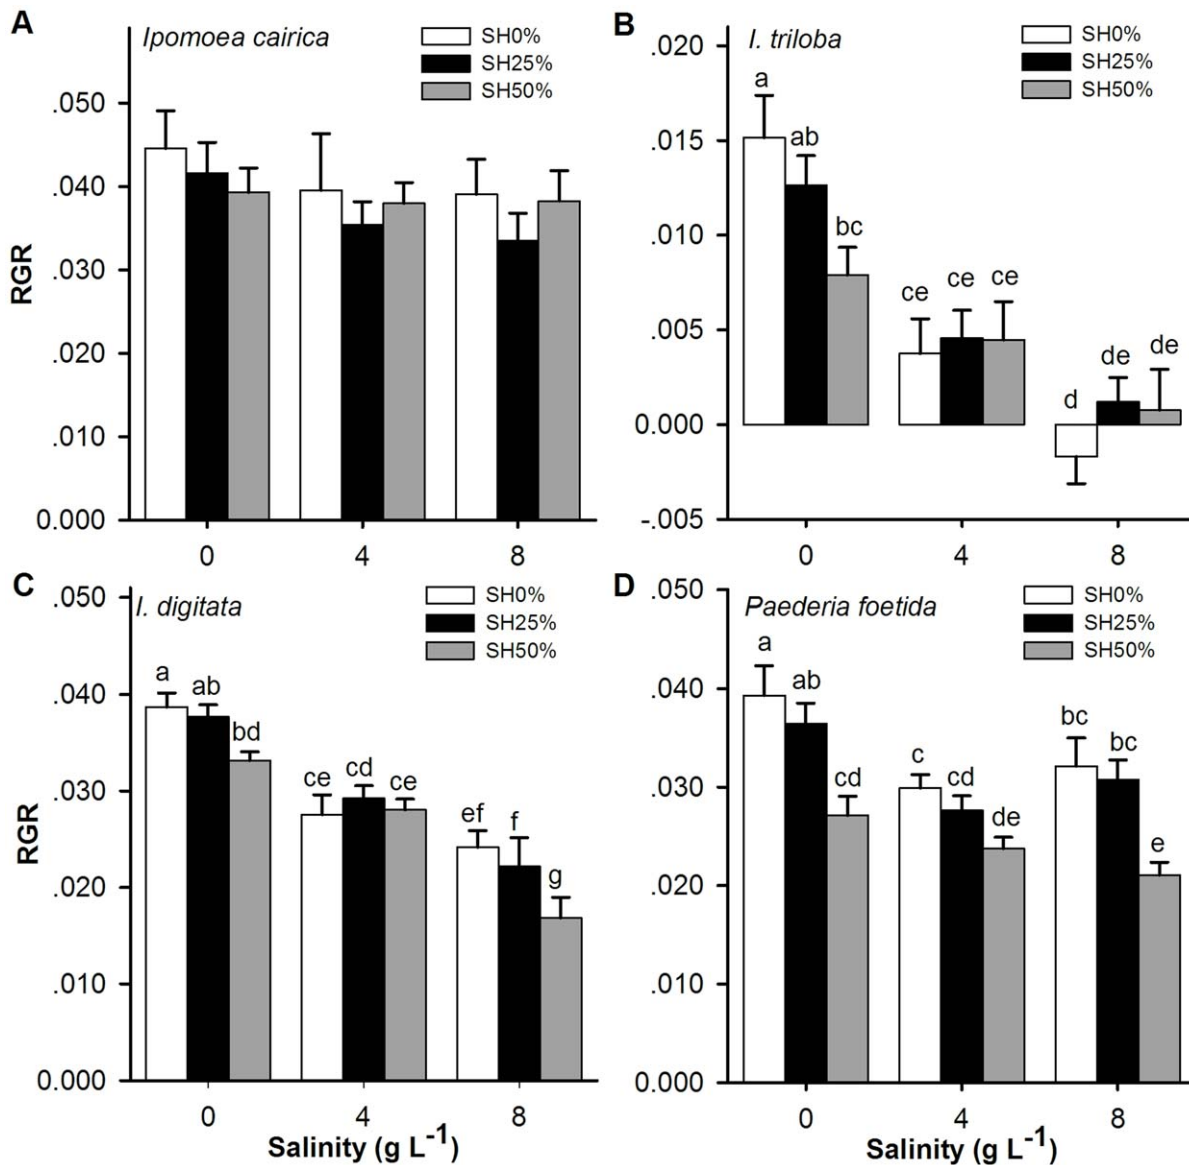 A
Ipomoea cairica
SH0%
SH25%
SH50%
.050
.040
.030
.020
.010
0.000
RGR
0 4 8
B
I. triloba
SH0%
SH25%
SH50%
.020
.015
.010
.005
0.000
-.005
a ab bc
ce ce ce
d de de
0 4 8
C
I. digitata
SH0%
SH25%
SH50%
.050
.040
.030
.020
.010
0.000
RGR
a ab bd
ce cd ce
ef f g
0 4 8
Salinity (g L-1)
D
Paederia foetida
SH0%
SH25%
SH50%
.050
.040
.030
.020
.010
0.000
a ab cd
c cd de
bc bc e
0 4 8
Salinity (g L-1)